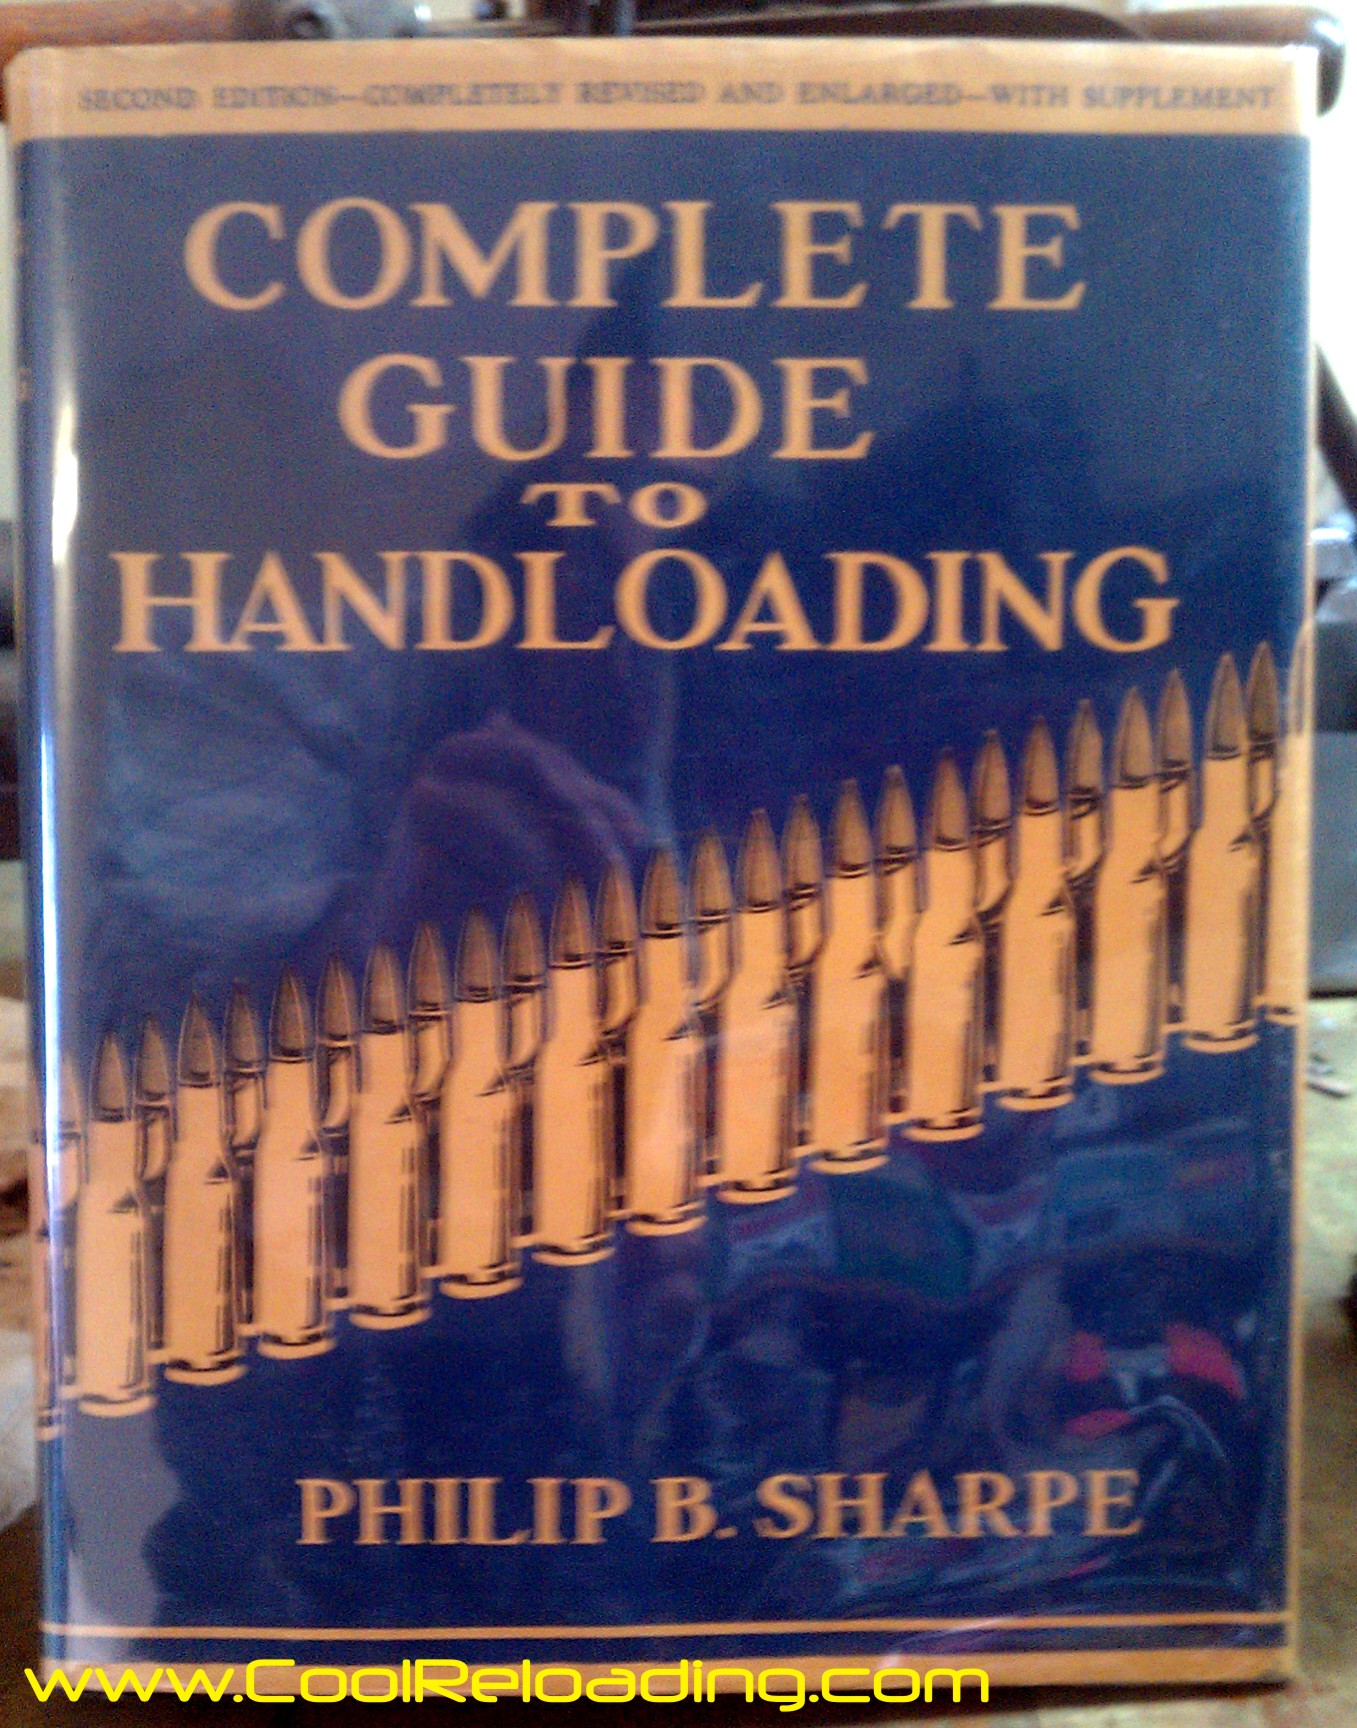 SECOND EDITION—COMPLETELY REVISED AND ENLARGED—WITH SUPPLEMENT
COMPLETE
GUIDE
TO
HANDLOADING
PHILIP B. SHARPE
www.CoolReloading.com